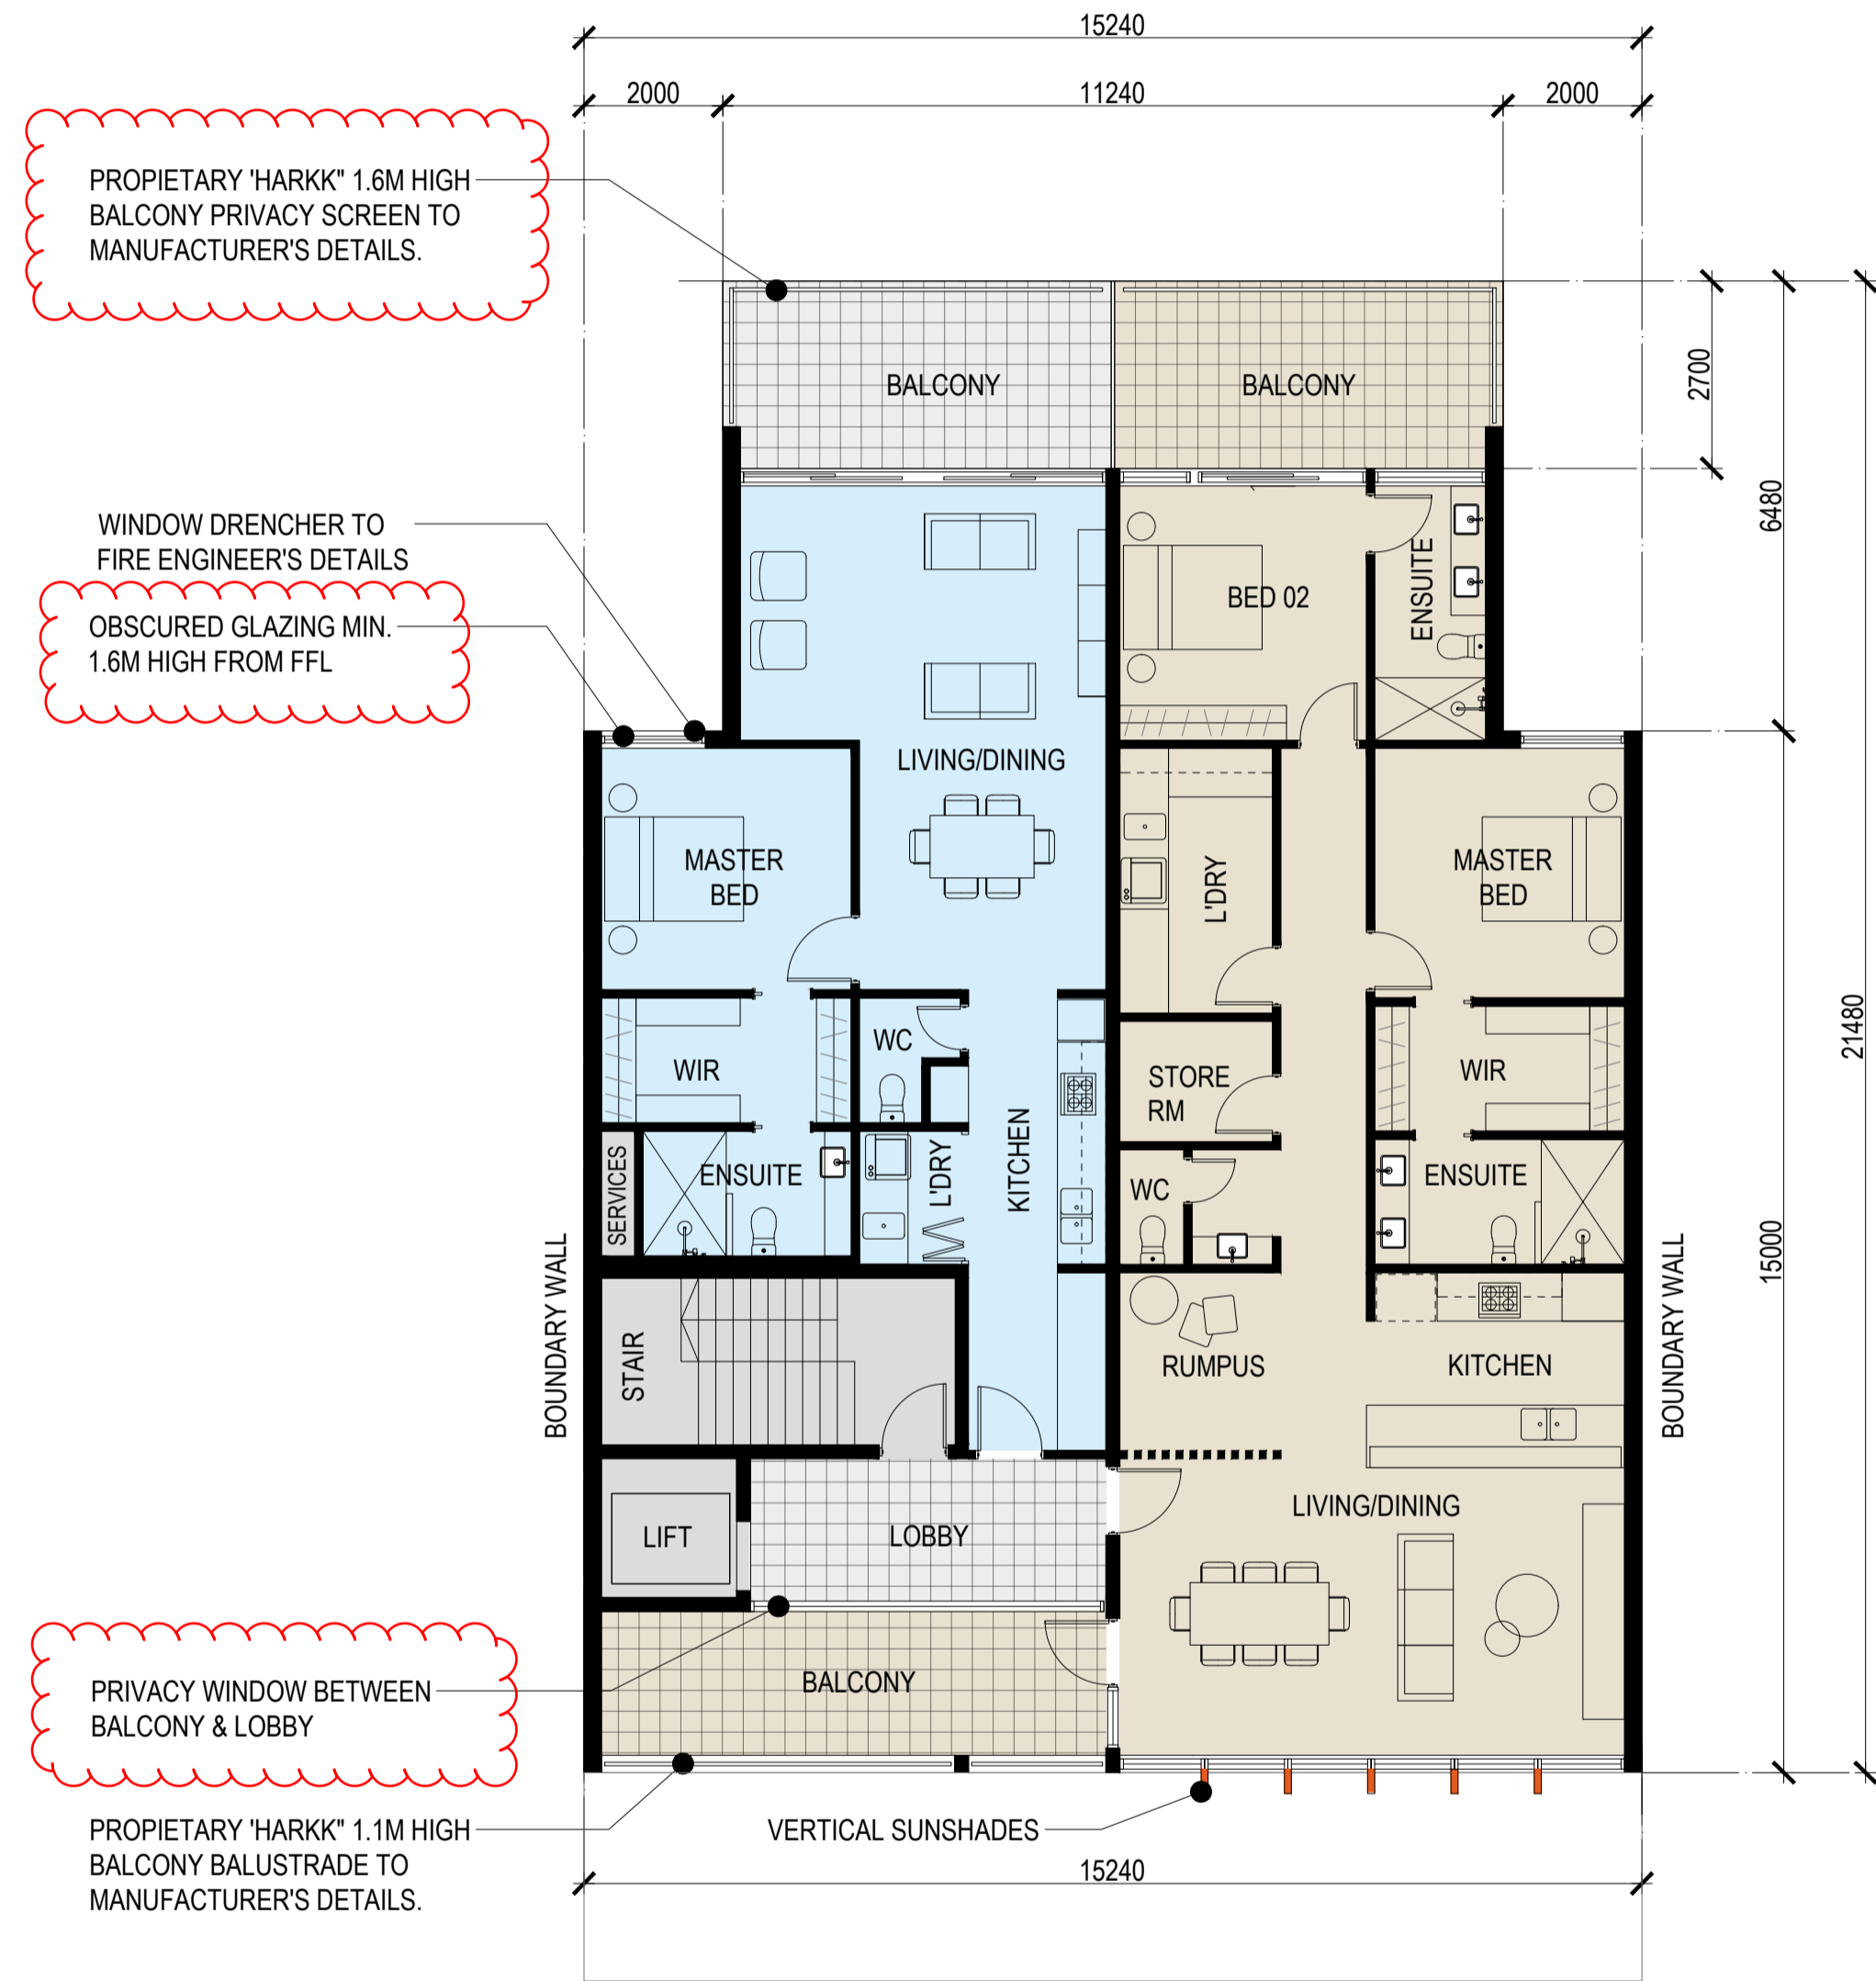 15240
2000
11240
2000
PROPIETARY 'HARKK" 1.6M HIGH
BALCONY PRIVACY SCREEN TO
MANUFACTURER'S DETAILS.
BALCONY
BALCONY
2700
6480
21480
15000
WINDOW DRENCHER TO
FIRE ENGINEER'S DETAILS
OBSCURED GLAZING MIN.
1.6M HIGH FROM FFL
BED 02
ENSUITE
LIVING/DINING
MASTER
BED
L'DRY
MASTER
BED
WC
WIR
STORE
RM
WIR
KITCHEN
SERVICES
ENSUITE
L'DRY
WC
ENSUITE
BOUNDARY WALL
STAIR
RUMPUS
KITCHEN
BOUNDARY WALL
LIFT
LOBBY
LIVING/DINING
PRIVACY WINDOW BETWEEN
BALCONY & LOBBY
BALCONY
PROPIETARY 'HARKK" 1.1M HIGH
BALCONY BALUSTRADE TO
MANUFACTURER'S DETAILS.
VERTICAL SUNSHADES
15240